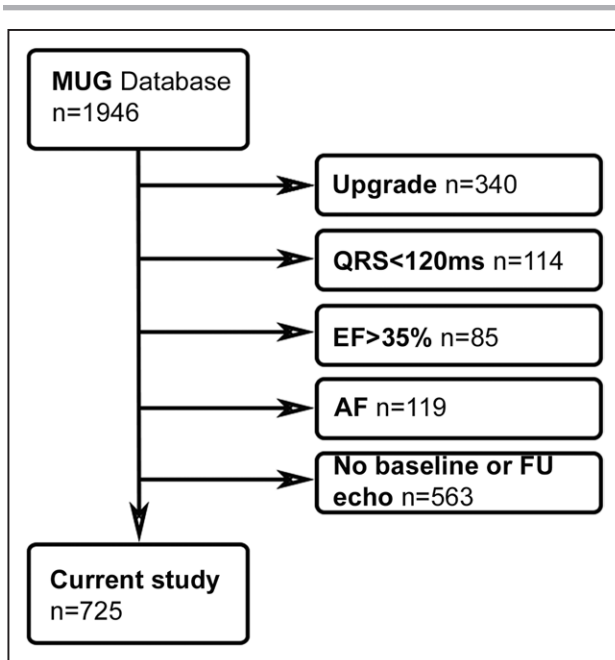 MUG Database
n=1946
Upgrade n=340
QRS<120ms n=114
EF>35% n=85
AF n=119
No baseline or FU
echo n=563
Current study
n=725